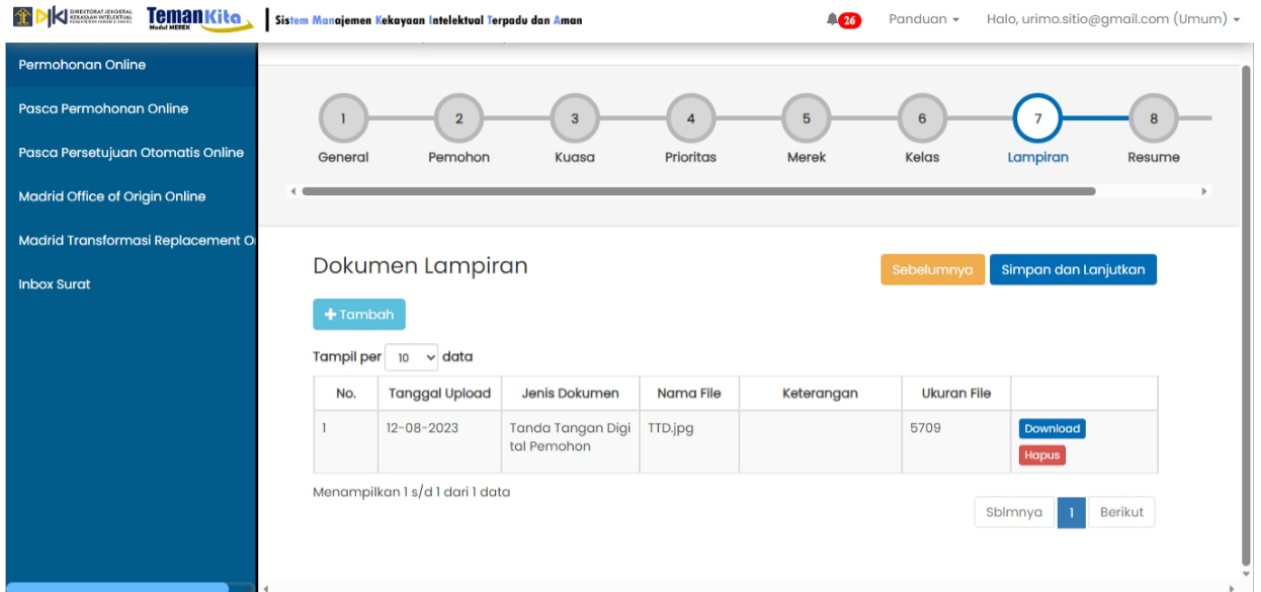 DJKI DIREKTORAT JENDERAL
KEKAYAAN INTELEKTUAL
TemanKita
Modul MEREK
Sistem Manajemen Kekayaan Intelektual Terpadu dan Aman
26
Panduan
Halo, urimo.sitio@gmail.com (Umum)
Permohonan Online
Pasca Permohonan Online
Pasca Persetujuan Otomatis Online
Madrid Office of Origin Online
Madrid Transformasi Replacement O
Inbox Surat
1 2 3 4 5 6 7 8
General Pemohon Kuasa Prioritas Merek Kelas Lampiran Resume
Dokumen Lampiran
Sebelumnya Simpan dan Lanjutkan
+ Tambah
Tampil per 10 data
No. Tanggal Upload Jenis Dokumen Nama File Keterangan Ukuran File
1 12-08-2023 Tanda Tangan Digi TTD.jpg 5709 Download
tal Pemohon
Hapus
Menampilkan 1 s/d 1 dari 1 data
Sblmnya 1 Berikut